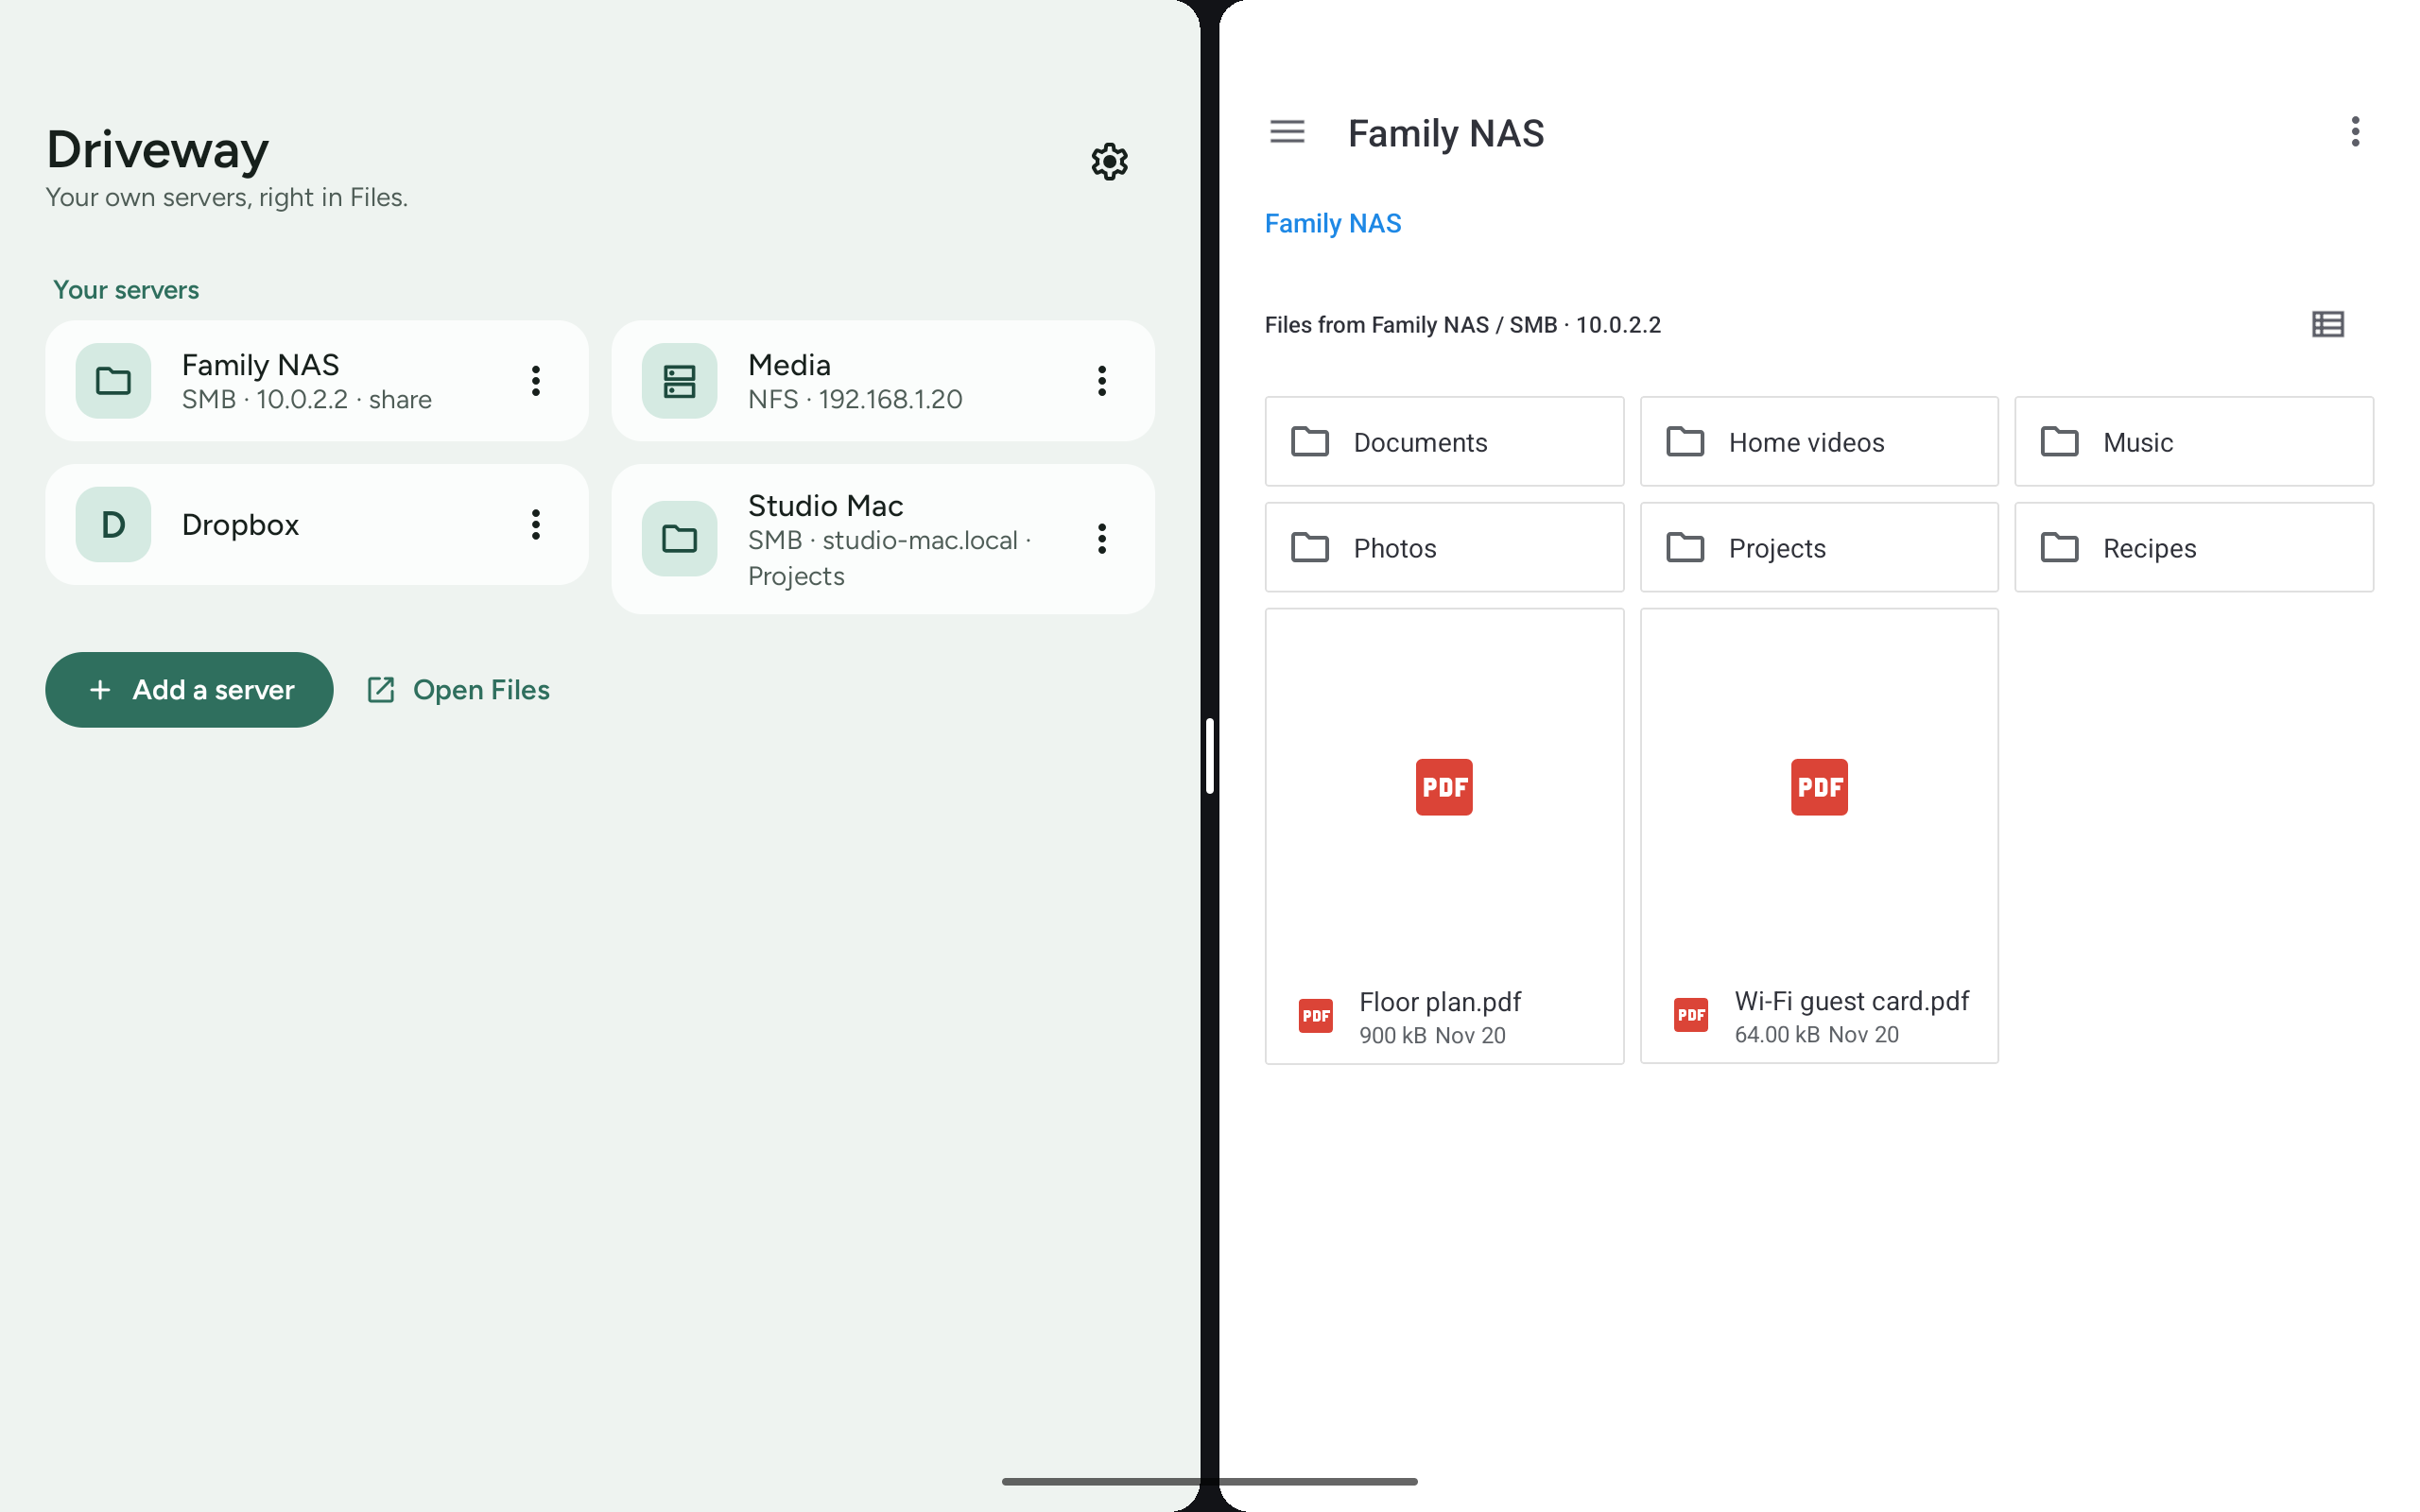 Driveway
Your own servers, right in Files.
Your servers
Family NAS
SMB · 10.0.2.2 · share
Media
NFS · 192.168.1.20
D
Dropbox
Studio Mac
SMB · studio-mac.local ·
Projects
Add a server
Open Files
Family NAS
Family NAS
Files from Family NAS / SMB · 10.0.2.2
Documents
Home videos
Music
Photos
Projects
Recipes
PDF
PDF
PDF
Floor plan.pdf
900 kB Nov 20
PDF
Wi-Fi guest card.pdf
64.00 kB Nov 20